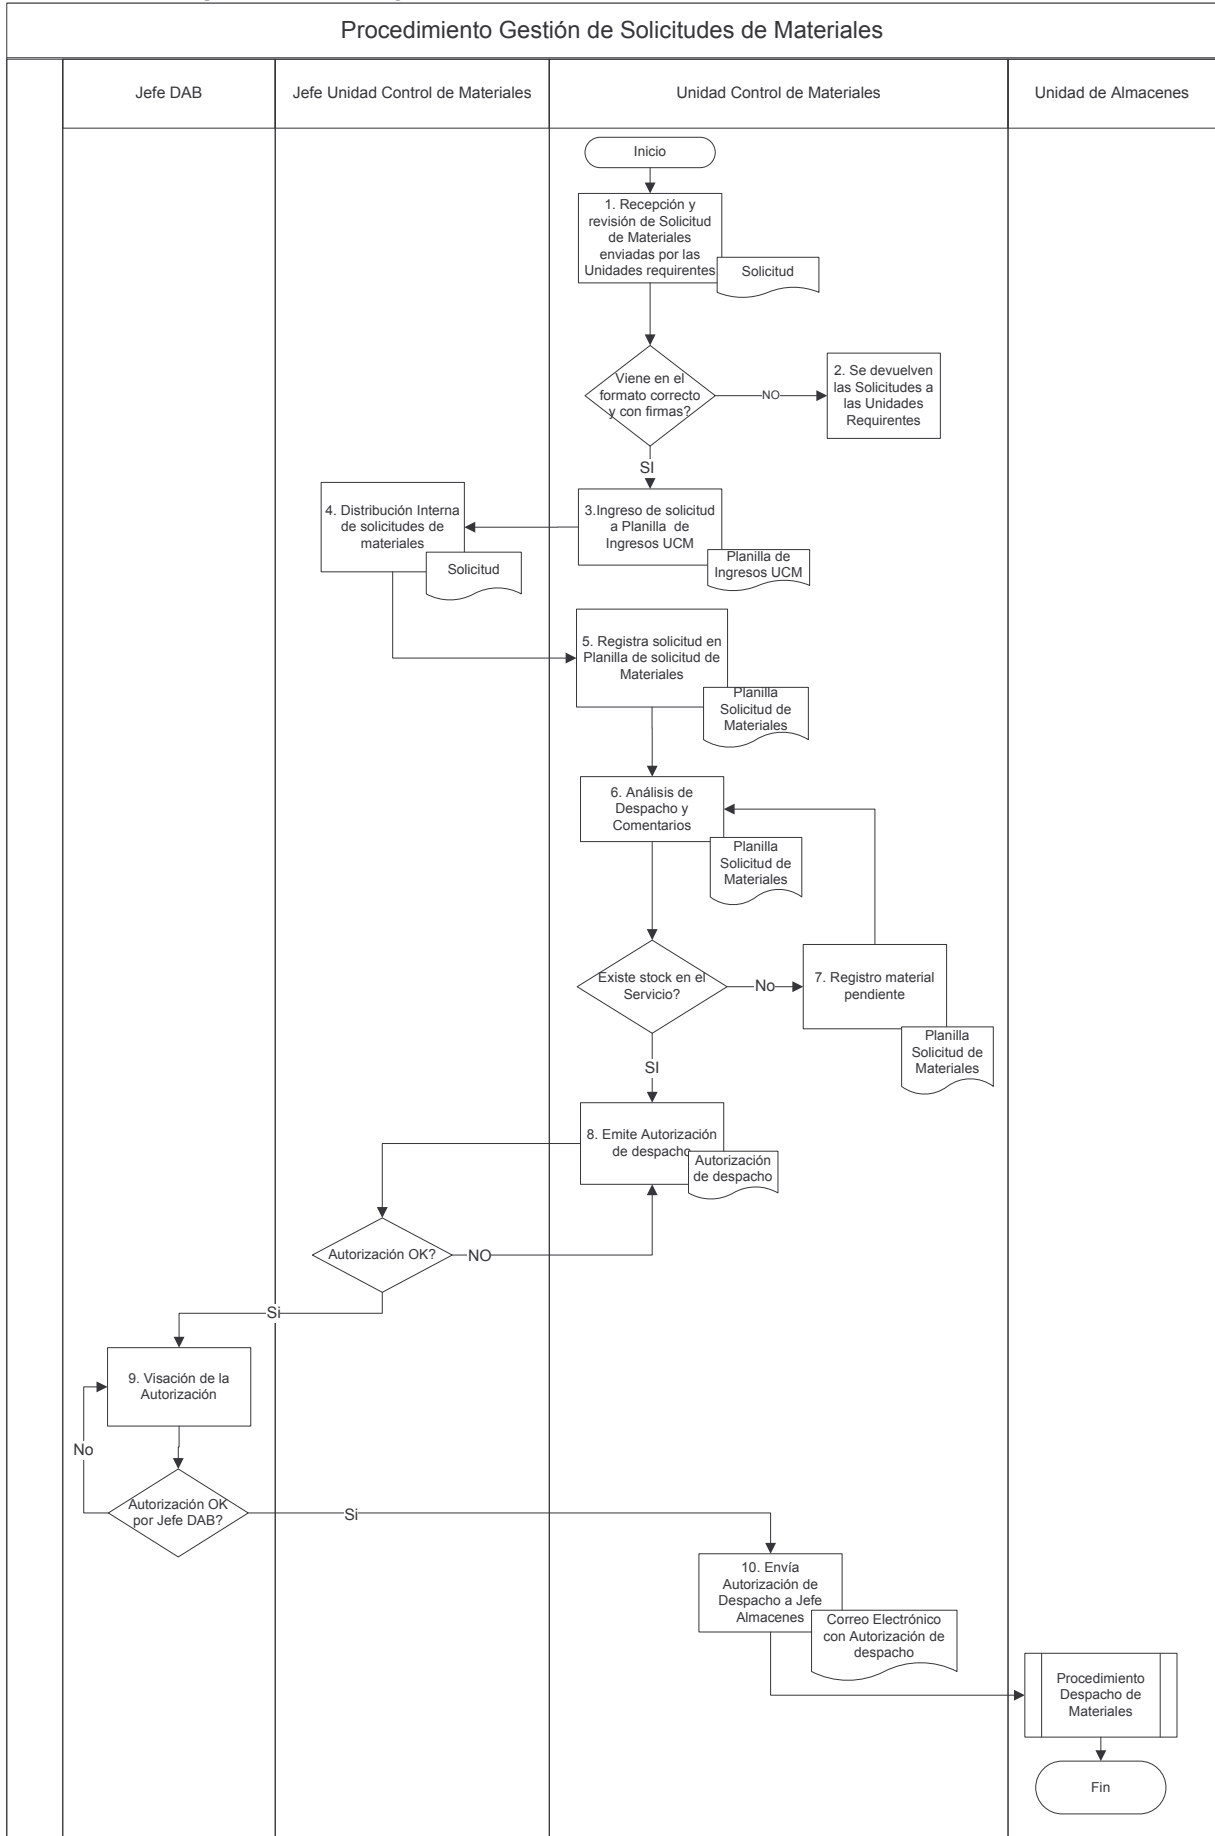 Procedimiento Gestión de Solicitudes de Materiales
Jefe DAB
Jefe Unidad Control de Materiales
Unidad Control de Materiales
Unidad de Almacenes
Inicio
1. Recepción y
revisión de Solicitud
de Materiales
enviadas por las
Unidades requirentes
Solicitud
Viene en el
formato correcto
y con firmas?
NO
2. Se devuelven
las Solicitudes a
las Unidades
Requirentes
SI
3.Ingreso de solicitud
a Planilla de
Ingresos UCM
Planilla de
Ingresos UCM
4. Distribución Interna
de solicitudes de
materiales
Solicitud
5. Registra solicitud en
Planilla de solicitud de
Materiales
Planilla
Solicitud de
Materiales
6. Análisis de
Despacho y
Comentarios
Planilla
Solicitud de
Materiales
Existe stock en el
Servicio?
No
7. Registro material
pendiente
Planilla
Solicitud de
Materiales
SI
8. Emite Autorización
de despacho
Autorización
de despacho
Autorización OK?
NO
Si
9. Visación de la
Autorización
No
Autorización OK
por Jefe DAB?
Si
10. Envía
Autorización de
Despacho a Jefe
Almacenes
Correo Electrónico
con Autorización de
despacho
Procedimiento
Despacho de
Materiales
Fin